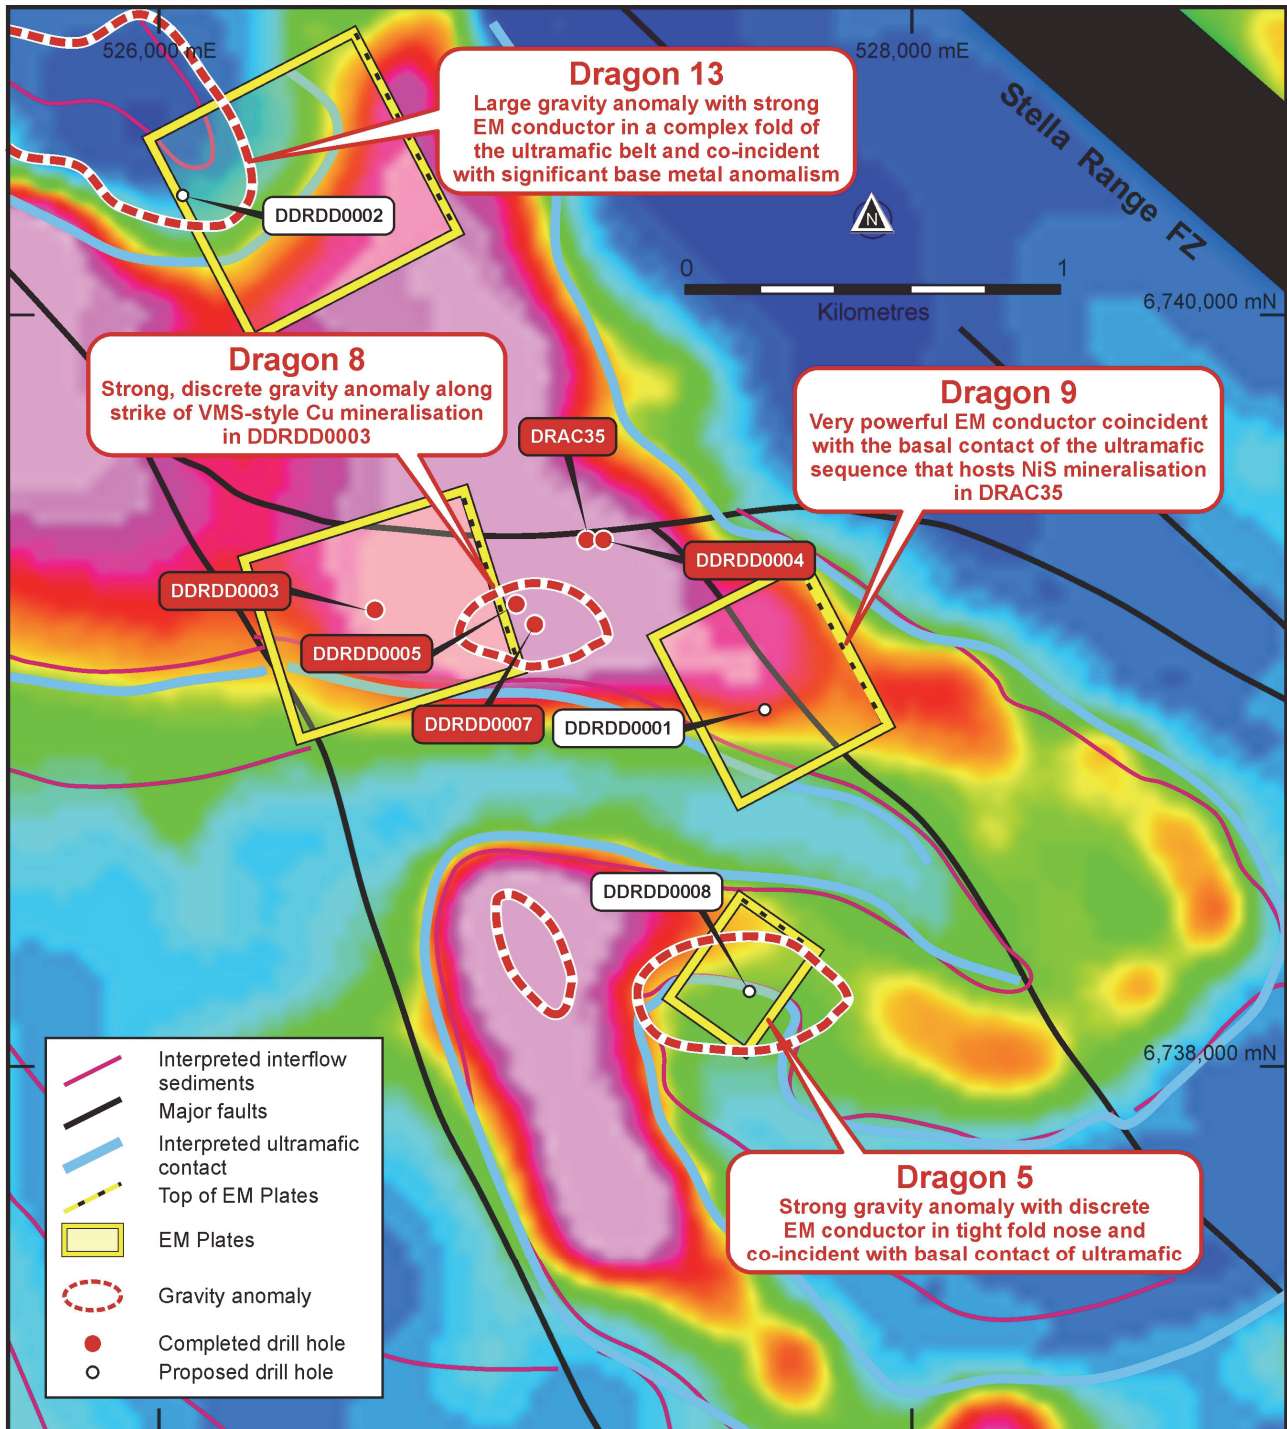 526,000 mE
528,000 mE
Stella Range FZ
Dragon 13
Large gravity anomaly with strong
EM conductor in a complex fold of
the ultramafic belt and co-incident
with significant base metal anomalism
DDRDD0002
N
0
1
Kilometres
6,740,000 mN
Dragon 8
Strong, discrete gravity anomaly along
strike of VMS-style Cu mineralisation
in DDRDD0003
Dragon 9
Very powerful EM conductor coincident
with the basal contact of the ultramafic
sequence that hosts NiS mineralisation
in DRAC35
DRAC35
DDRDD0004
DDRDD0003
DDRDD0005
DDRDD0007
DDRDD0001
DDRDD0008
6,738,000 mN
Interpreted interflow
sediments
Major faults
Interpreted ultramafic
contact
Top of EM Plates
EM Plates
Gravity anomaly
Completed drill hole
Proposed drill hole
Dragon 5
Strong gravity anomaly with discrete
EM conductor in tight fold nose and
co-incident with basal contact of ultramafic